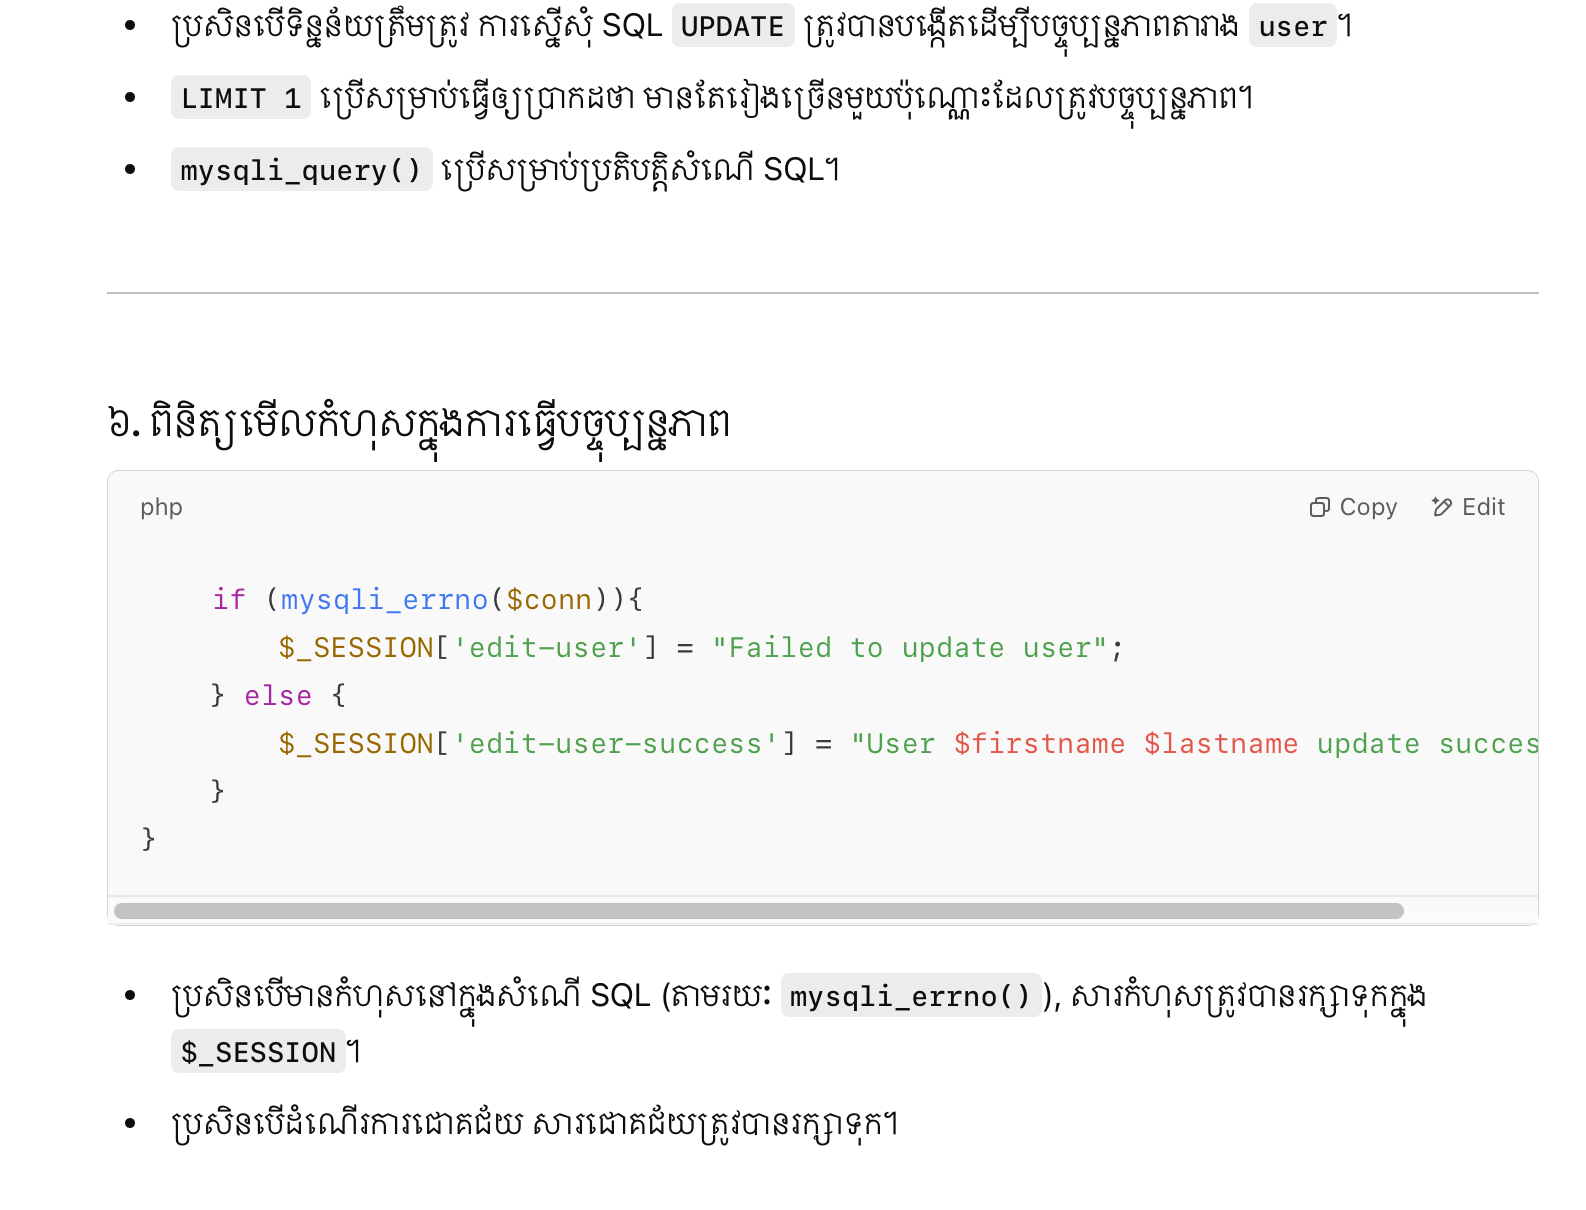 • ប្រសិនបើទិន្នន័យត្រឹមត្រូវ ការស្នើសុំ SQL UPDATE ត្រូវបានបង្កើតដើម្បីបច្ចុប្បន្នភាពតារាង user។
• LIMIT 1 ប្រើសម្រាប់ធ្វើឲ្យប្រាកដថា មានតែរៀងច្រើនមួយប៉ុណ្ណោះដែលត្រូវបច្ចុប្បន្នភាព។
• mysqli_query() ប្រើសម្រាប់ប្រតិបត្តិសំណើ SQL។
៦. ពិនិត្យមើលកំហុសក្នុងការធ្វើបច្ចុប្បន្នភាព
php Copy Edit
if (mysqli_errno($conn)){
$_SESSION['edit-user'] = "Failed to update user";
} else {
$_SESSION['edit-user-success'] = "User $firstname $lastname update succes
}
}
• ប្រសិនបើមានកំហុសនៅក្នុងសំណើ SQL (តាមរយៈ mysqli_errno()), សារកំហុសត្រូវបានរក្សាទុកក្នុង
$_SESSION។
• ប្រសិនបើដំណើរការជោគជ័យ សារជោគជ័យត្រូវបានរក្សាទុក។